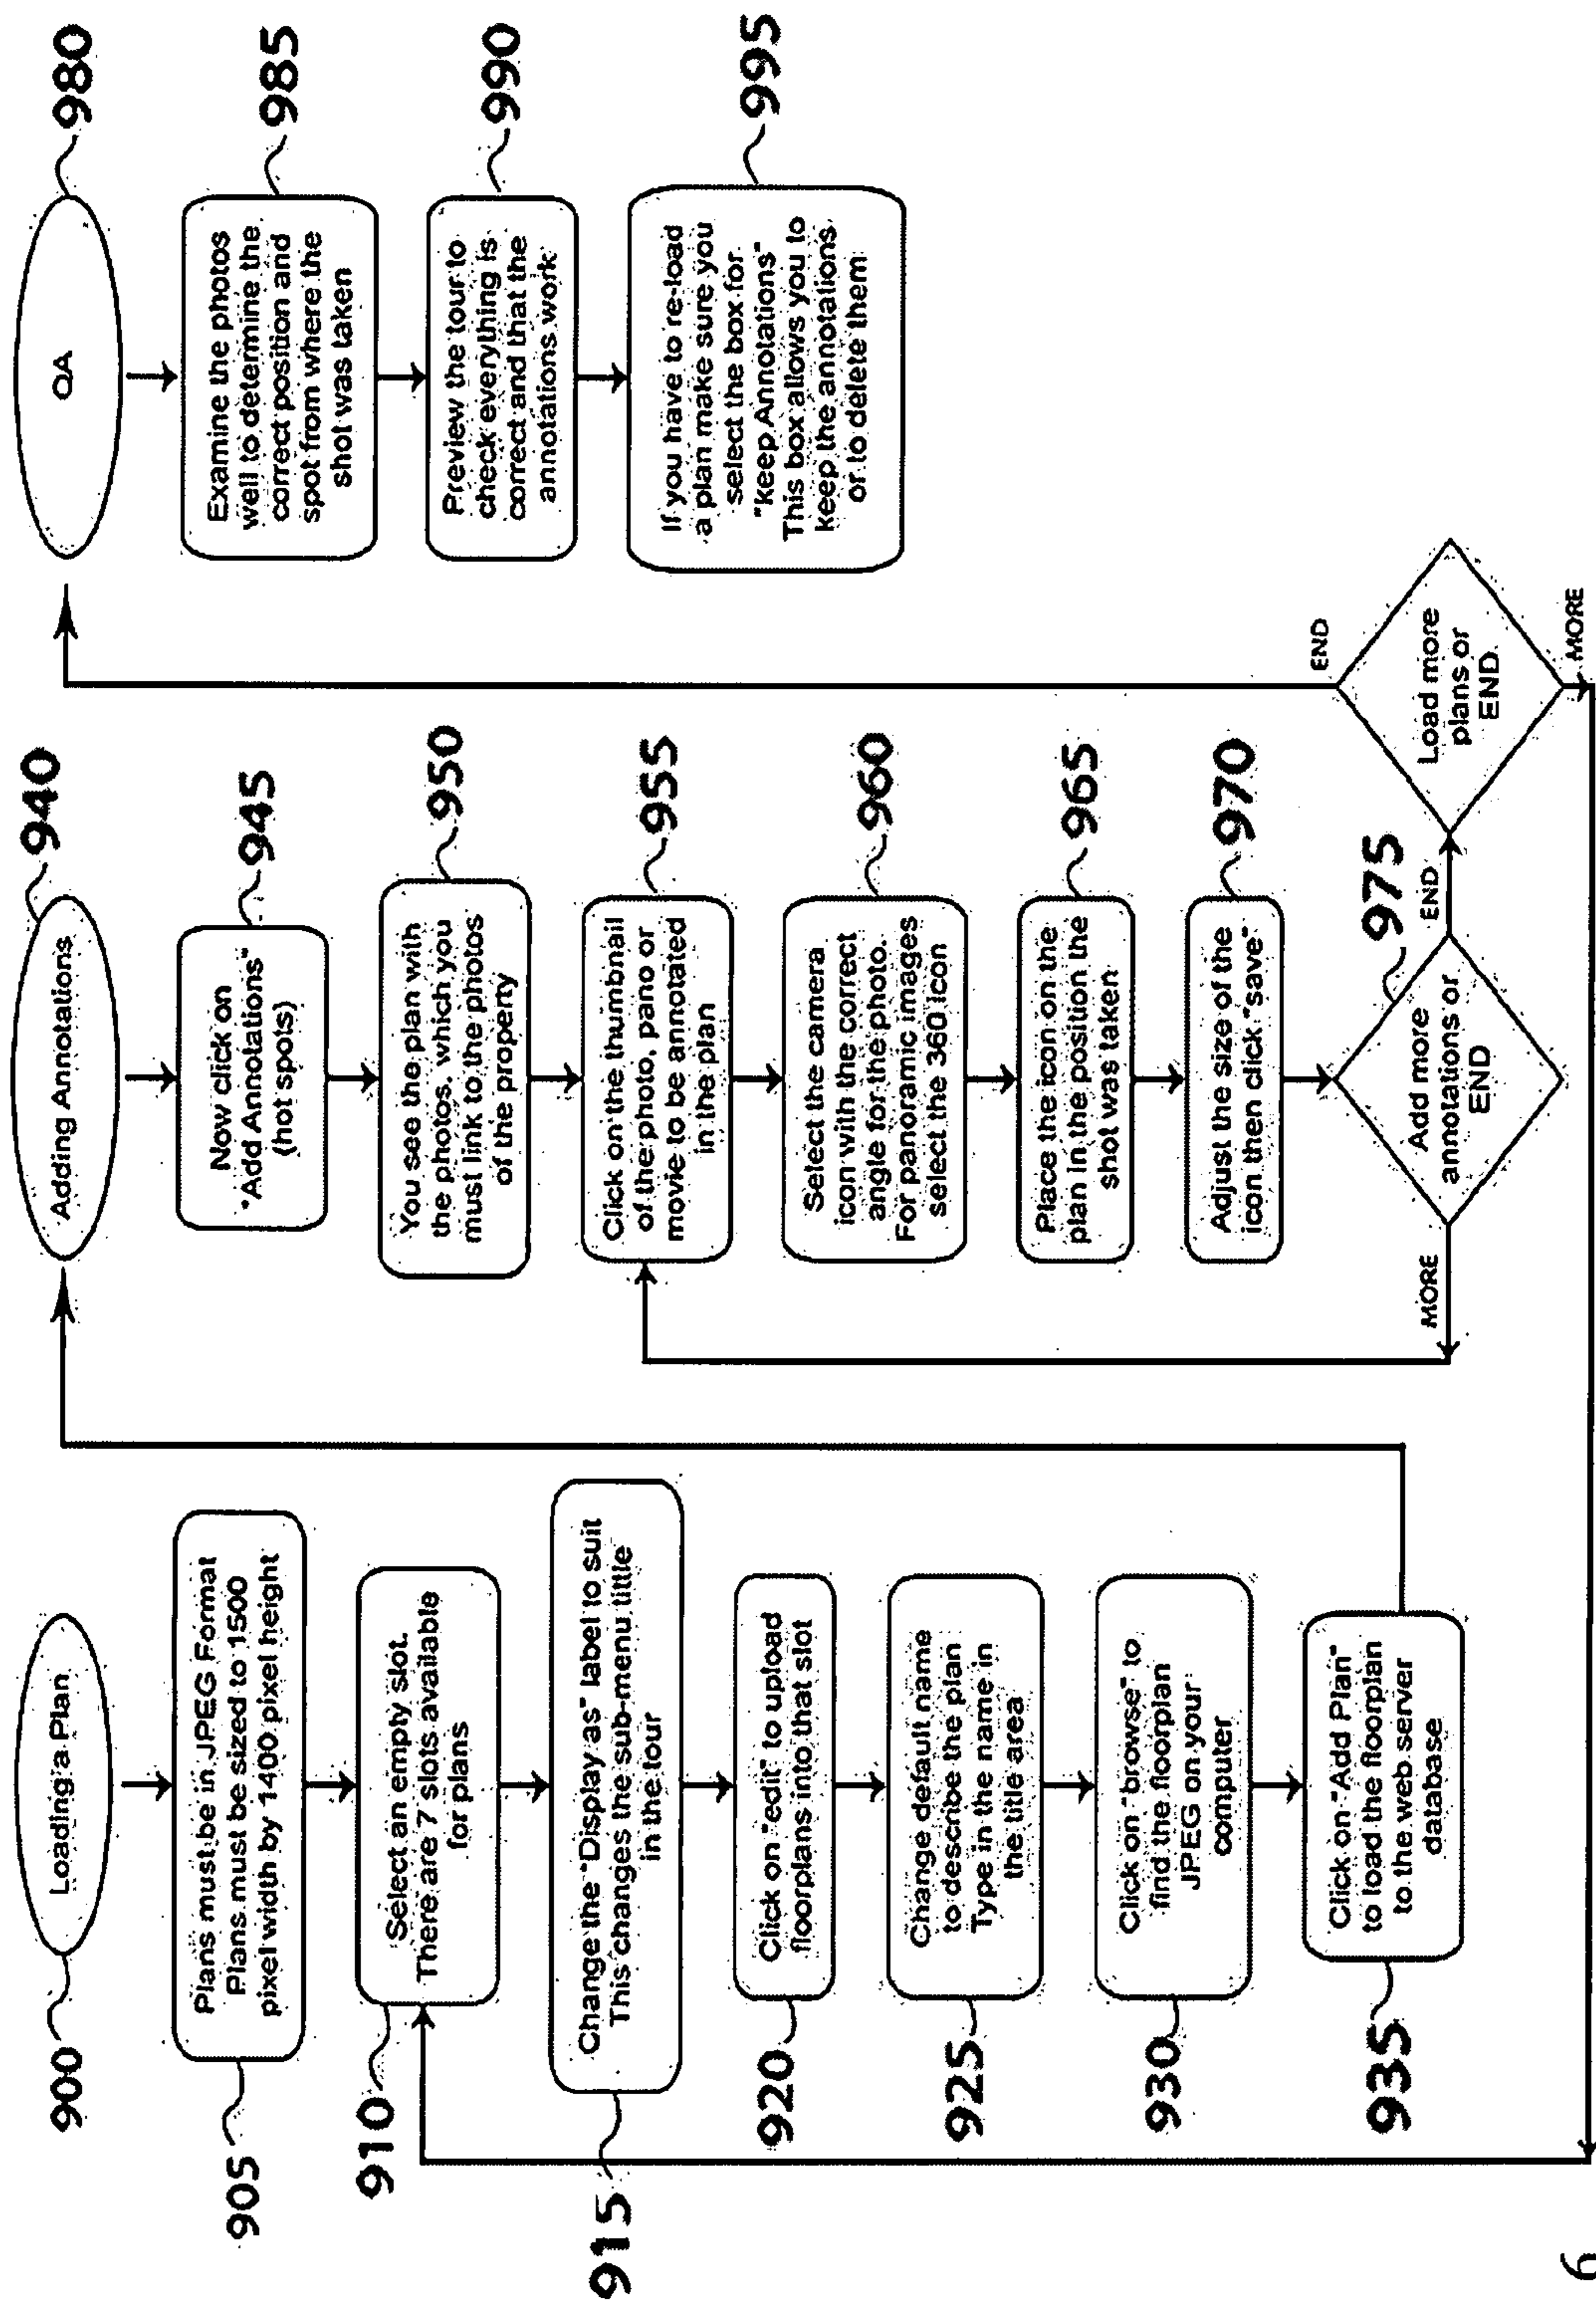 900
Loading a Plan
905
Plans must be in JPEG Format
Plans must be sized to 1500
pixel width by 1400 pixel height
910
Select an empty slot.
There are 7 slots available
for plans
915
Change the "Display as" label to suit
This changes the sub-menu tittle
in the tour
920
Click on "edit" to upload
floorplans into that slot
925
Change default name
to describe the plan
Type in the name in
the title area
930
Click on "browse" to
find the floorplan
JPEG on your
computer
935
Click on "Add Plan"
to load the floorplan
to the web server
database
940
Adding Annotations
945
Now click on
"Add Annotations"
(hot spots)
950
You see the plan with
the photos. which you
must link to the photos
of the property
955
Click on the thumbnail
of the photo, pano or
movie to be annotated
in the plan
960
Select the camera
icon with the correct
angle for the photo.
For panoramic images
select the 360 icon
965
Place the icon on the
plan in the position the
shot was taken
970
Adjust the size of the
icon then click "save"
975
Add more
annotations or
END
MORE
END
Load more
plans or
END
END
MORE
980
QA
985
Examine the photos
well to determine the
correct position and
spot from where the
shot was taken
990
Preview the tour to
check everything is
correct and that the
annotations work
995
If you have to re-load
a plan make sure you
select the box for
"keep Annotations"
This box allows you to
keep the annotations
or to delete them